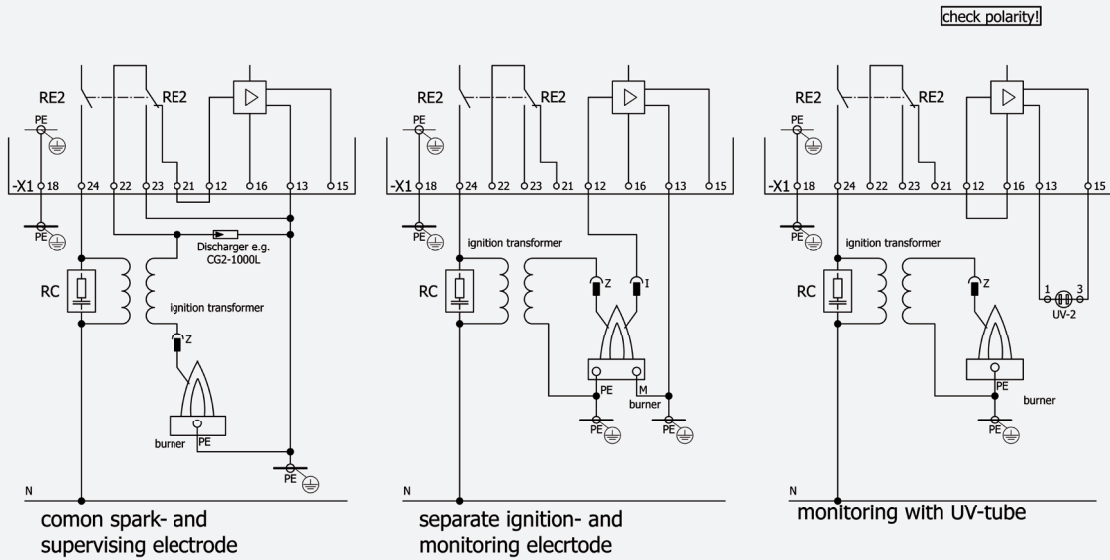 check polarity!
RE2 RE2
PE
-X1 18 24 22 23 21 12 16 13 15
PE
Discharger e.g.
CG2-1000L
RC
ignition transformer
Z
burner PE
PE
N
comon spark- and
supervising electrode
RE2 RE2
PE
-X1 18 24 22 23 21 12 16 13 15
PE
ignition transformer
RC
Z I
PE M
burner
PE PE
N
separate ignition- and
monitoring elecrtode
RE2 RE2
PE
-X1 18 24 22 23 21 12 16 13 15
PE
ignition transformer
RC
Z
1 3
UV-2
PE
burner
PE
N
monitoring with UV-tube